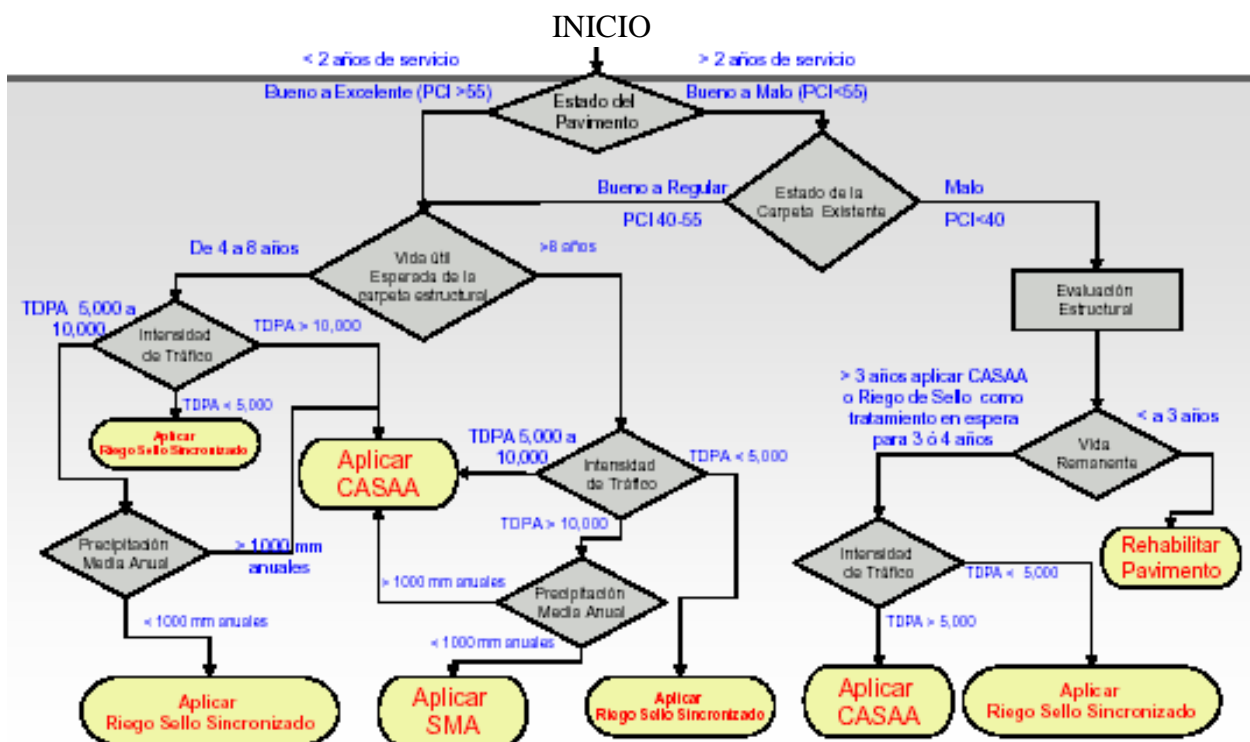 INICIO
< 2 años de servicio
> 2 años de servicio
Bueno a Excelente (PCI >55)
Bueno a Malo (PCI<55)
Estado del
Pavimento
Bueno a Regular
PCI 40-55
Estado de la
Carpeta Existente
Malo
PCI<40
De 4 a 8 años
Vida útil
Esperada de la
carpeta estructural
>8 años
Evaluación
Estructural
TDPA 5,000 a
10,000
Intensidad
de Tráfico
TDPA > 10,000
TDPA < 5,000
Aplicar
Riego Sello Sincronizado
> 3 años aplicar CASAA
o Riego de Sello como
tratamiento en espera
para 3 ó 4 años
Vida
Remanente
< a 3 años
Aplicar
CASAA
TDPA 5,000 a
10,000
Intensidad
de Tráfico
TDPA < 5,000
TDPA > 10,000
Precipitación
Media Anual
> 1000 mm
anuales
< 1000 mm anuales
> 1000 mm anuales
Precipitación
Media Anual
< 1000 mm anuales
Intensidad
de Tráfico
TDPA < 5,000
TDPA > 5,000
Rehabilitar
Pavimento
Aplicar
Riego Sello Sincronizado
Aplicar
SMA
Aplicar
Riego Sello Sincronizado
Aplicar
CASAA
Aplicar
Riego Sello Sincronizado